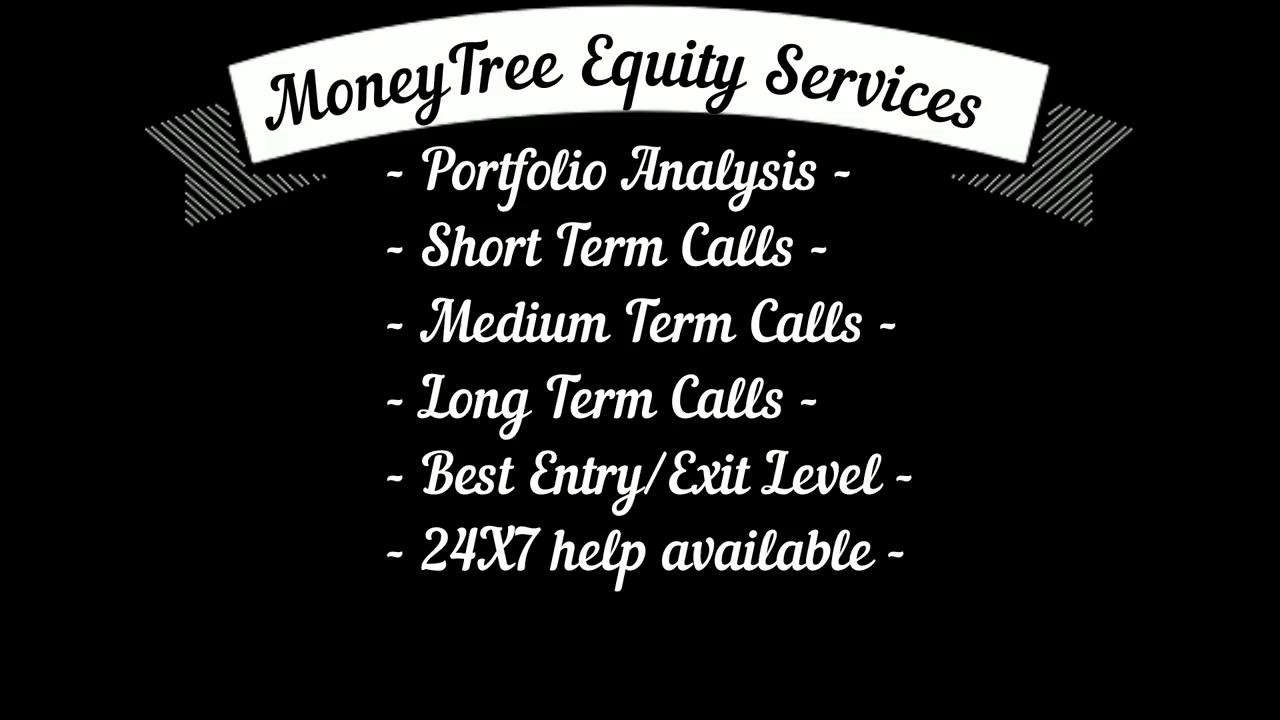 MoneyTree Equity Services
- Portfolio Analysis -
- Short Term Calls -
- Medium Term Calls -
- Long Term Calls -
- Best Entry/Exit Level -
- 24X7 help available -